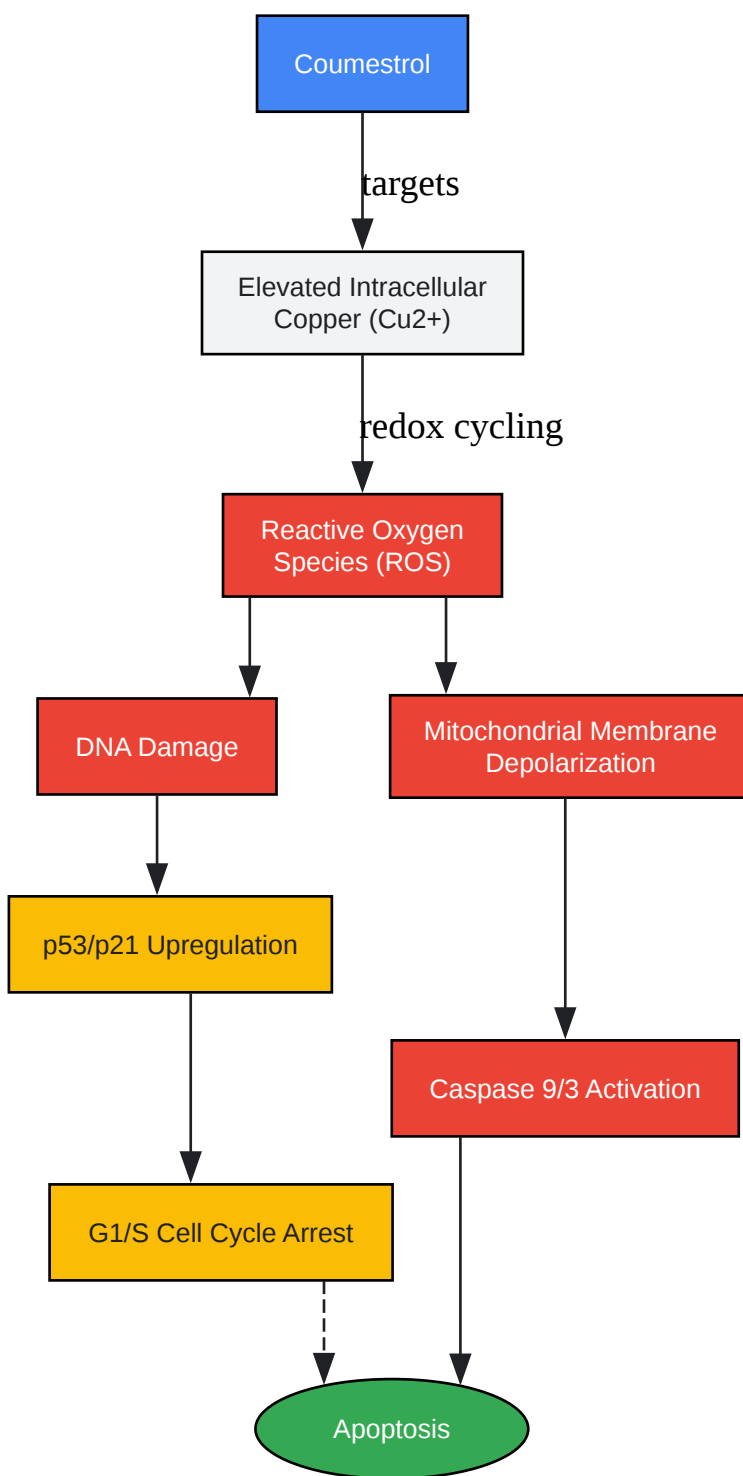 Coumestrol
targets
Elevated Intracellular
Copper (Cu2+)
redox cycling
Reactive Oxygen
Species (ROS)
DNA Damage
Mitochondrial Membrane
Depolarization
p53/p21 Upregulation
Caspase 9/3 Activation
G1/S Cell Cycle Arrest
Apoptosis